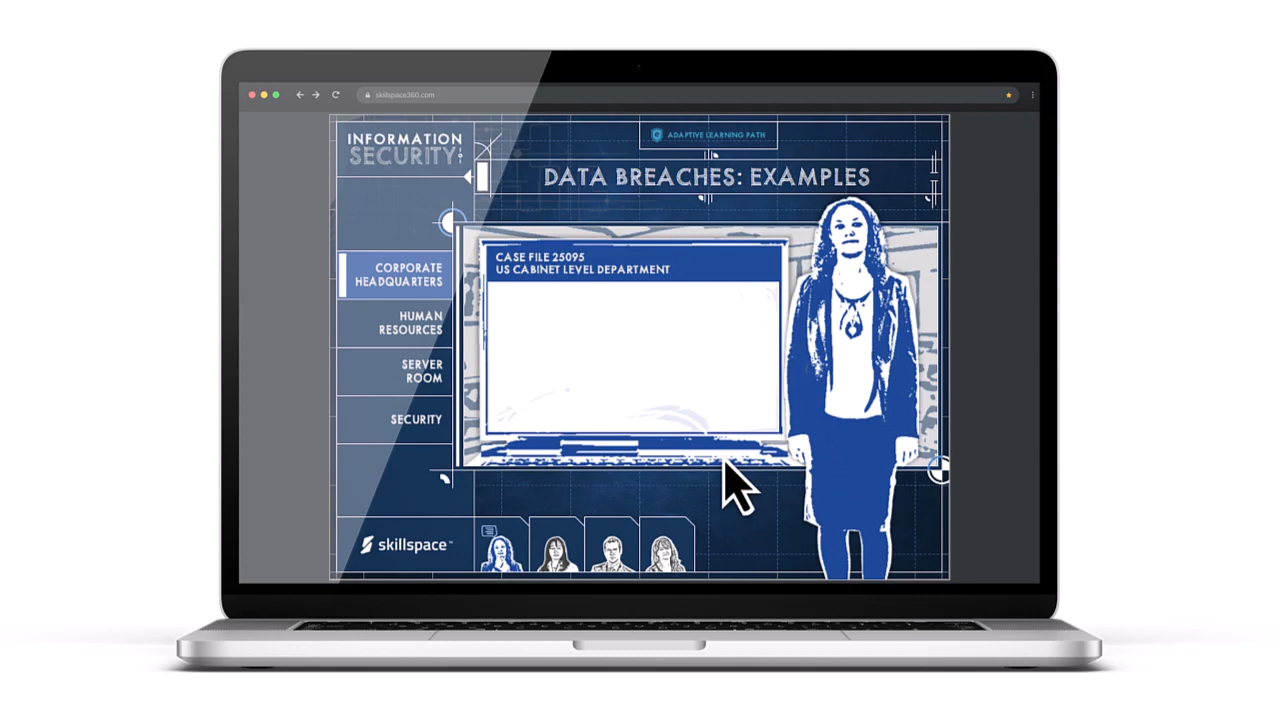 skillspace360.com
INFORMATION
SECURITY
ADAPTIVE LEARNING PATH
DATA BREACHES: EXAMPLES
CORPORATE
HEADQUARTERS
HUMAN
RESOURCES
SERVER
ROOM
SECURITY
CASE FILE 25095
US CABINET LEVEL DEPARTMENT
skillspace™